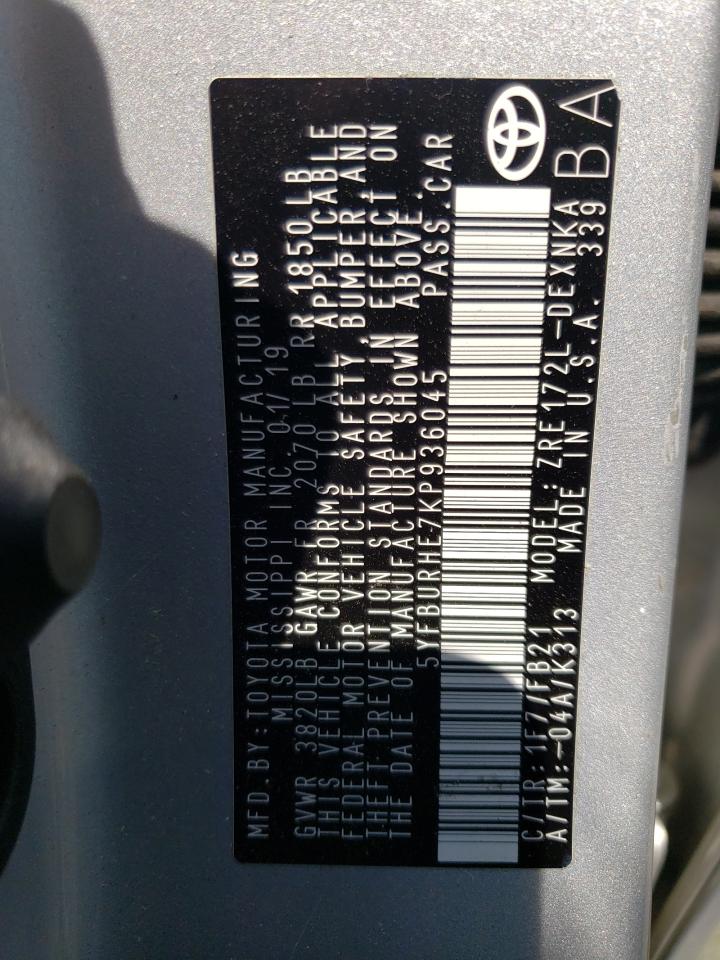 MFD.BY:TOYOTA MOTOR MANUFACTURING
MISSISSIPPI INC.01/19
GVWR 3820LB GAWR FR 2070 LB RR 1850LB
THIS VEHICLE CONFORMS TO ALL APPLICABLE
FEDERAL MOTOR VEHICLE SAFETY, BUMPER,AND
THEFT PREVENTION STANDARDS IN EFFECT ON
THE DATE OF MANUFACTURE SHOWN ABOVE.
5YFBURHE7KP936045 PASS.CAR
C/TR:1F7/FB21 MODEL:ZRE172L-DEXNKA
A/TM:-04A/K313 MADE IN U.S.A. 339
BA